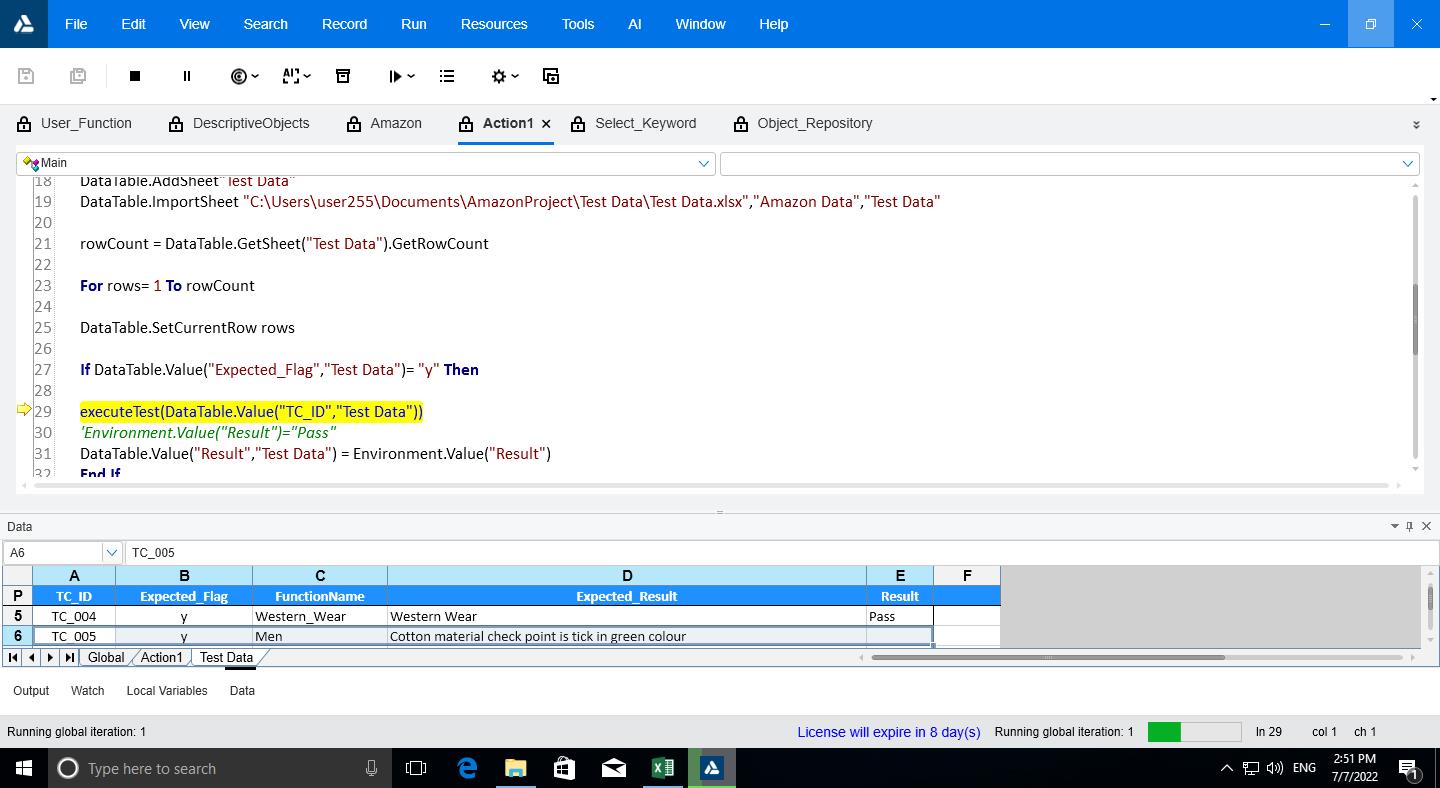 File Edit View Search Record Run Resources Tools AI Window Help
User_Function DescriptiveObjects Amazon Action1 Select_Keyword Object_Repository
Main
18 DataTable.AddSheet"Test Data"
19 DataTable.ImportSheet "C:\Users\user255\Documents\AmazonProject\Test Data\Test Data.xlsx","Amazon Data","Test Data"
20
21 rowCount = DataTable.GetSheet("Test Data").GetRowCount
22
23 For rows= 1 To rowCount
24
25 DataTable.SetCurrentRow rows
26
27 If DataTable.Value("Expected_Flag","Test Data")= "y" Then
28
29 executeTest(DataTable.Value("TC_ID","Test Data"))
30 'Environment.Value("Result")="Pass"
31 DataTable.Value("Result","Test Data") = Environment.Value("Result")
32 End If
Data
A6 TC_005
A B C D E F
P TC_ID Expected_Flag FunctionName Expected_Result Result
5 TC_004 y Western_Wear Western Wear Pass
6 TC_005 y Men Cotton material check point is tick in green colour
Global Action1 Test Data
Output Watch Local Variables Data
Running global iteration: 1 License will expire in 8 day(s) Running global iteration: 1 ln 29 col 1 ch 1
Type here to search ENG 2:51 PM
7/7/2022 1